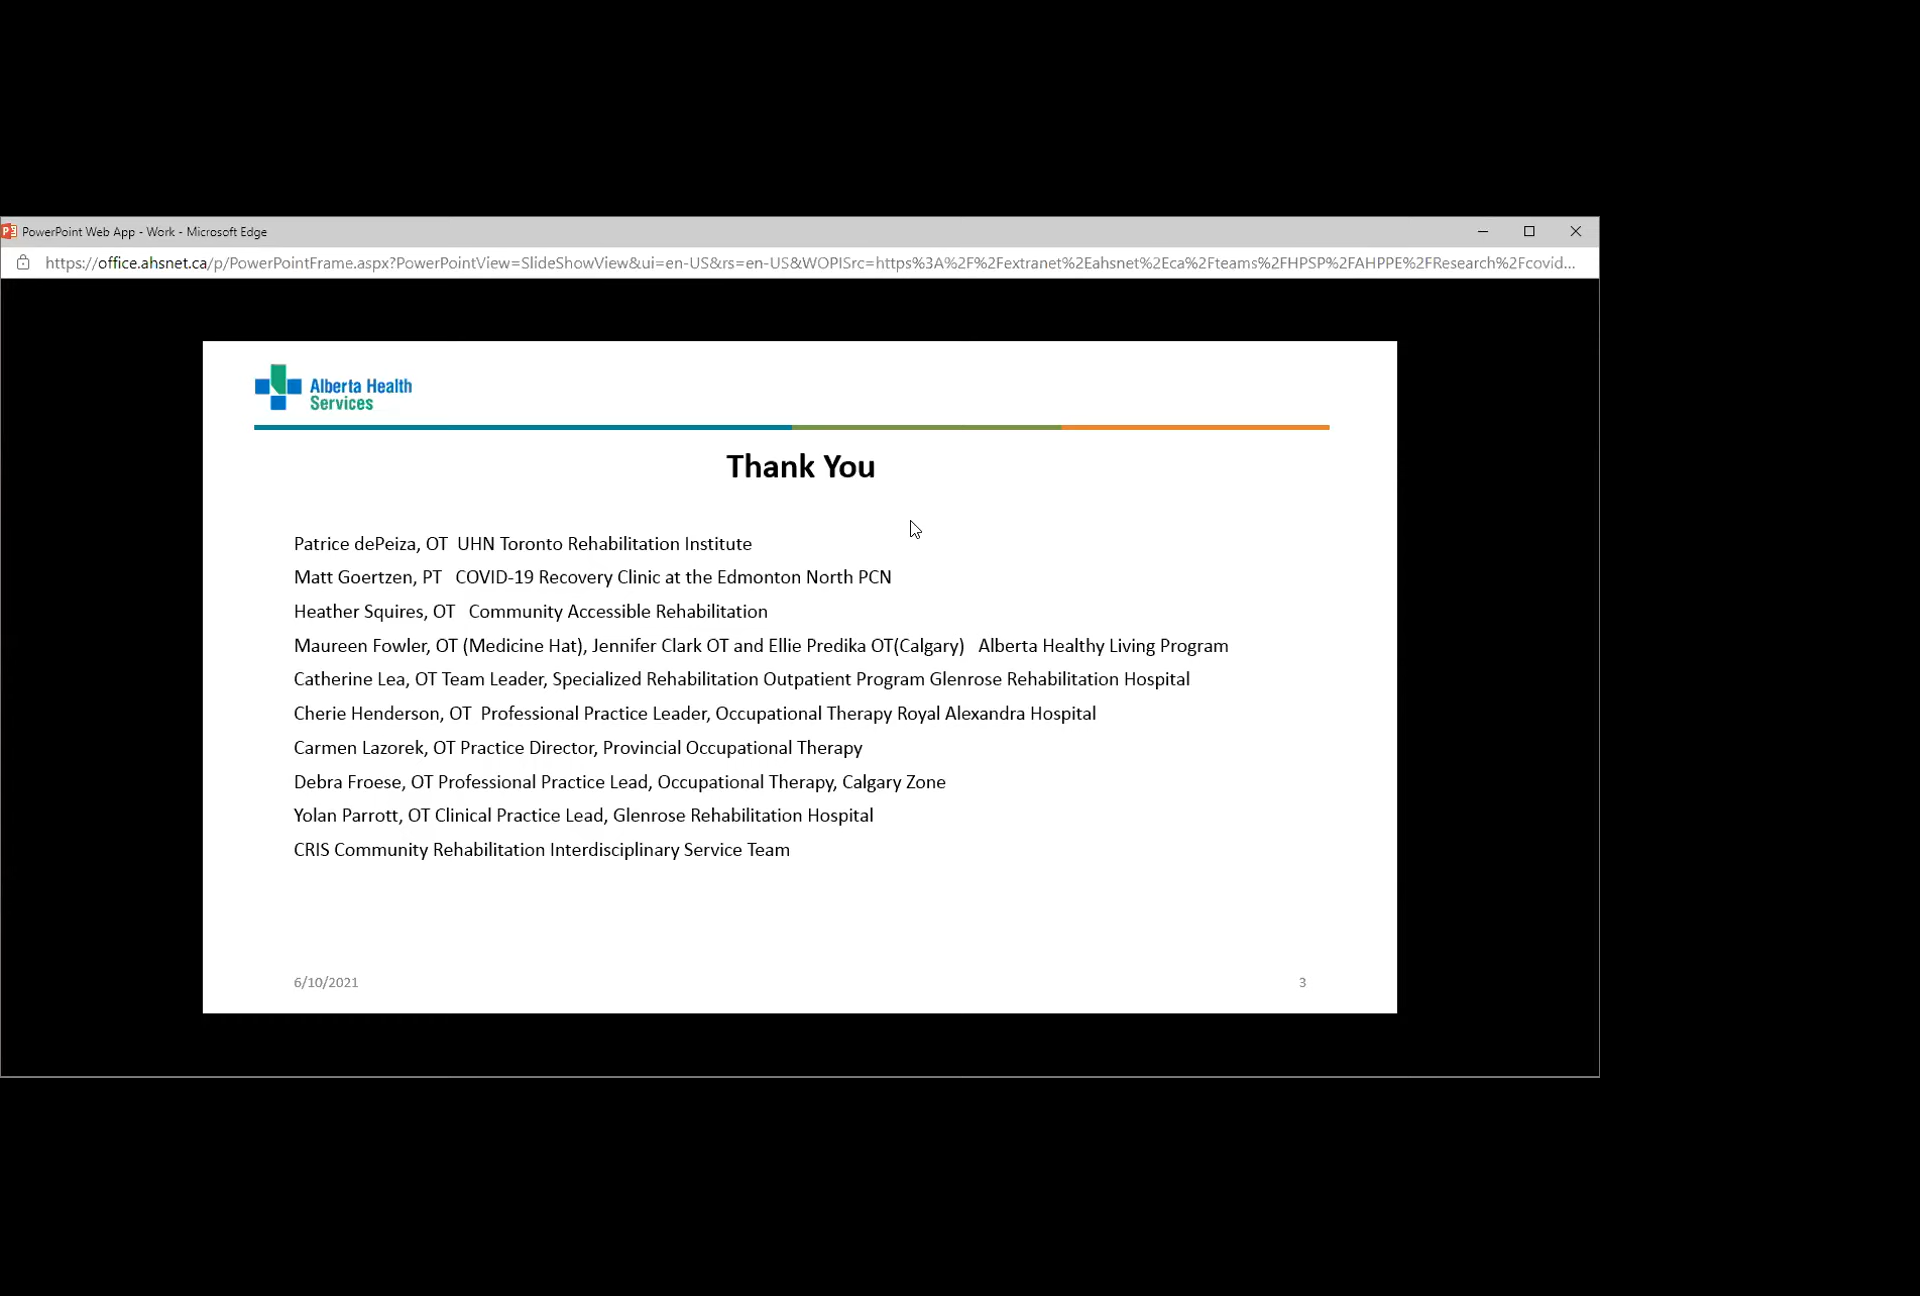 PowerPoint Web App - Work - Microsoft Edge
https://office.ahsnet.ca/p/PowerPointFrame.aspx?PowerPointView=SlideShowView&ui=en-US&rs=en-US&WOPISrc=https%3A%2F%2Fextranet%2Eahsnet%2Eca%2Fteams%2FHPSP%2FAHPPE%2FResearch%2Fcovid...
Alberta Health
Services
Thank You
Patrice dePeiza, OT  UHN Toronto Rehabilitation Institute
Matt Goertzen, PT   COVID-19 Recovery Clinic at the Edmonton North PCN
Heather Squires, OT   Community Accessible Rehabilitation
Maureen Fowler, OT (Medicine Hat), Jennifer Clark OT and Ellie Predika OT(Calgary)   Alberta Healthy Living Program
Catherine Lea, OT Team Leader, Specialized Rehabilitation Outpatient Program Glenrose Rehabilitation Hospital
Cherie Henderson, OT  Professional Practice Leader, Occupational Therapy Royal Alexandra Hospital
Carmen Lazorek, OT Practice Director, Provincial Occupational Therapy
Debra Froese, OT Professional Practice Lead, Occupational Therapy, Calgary Zone
Yolan Parrott, OT Clinical Practice Lead, Glenrose Rehabilitation Hospital
CRIS Community Rehabilitation Interdisciplinary Service Team
6/10/2021
3